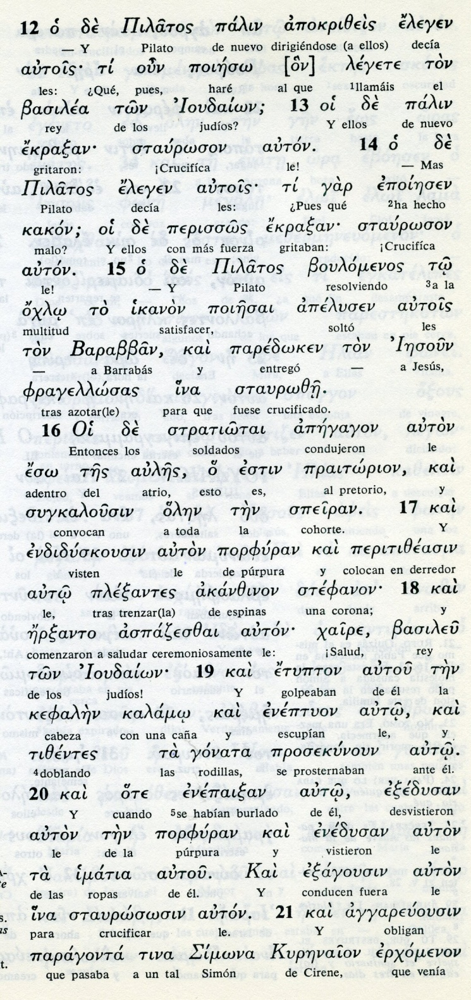 12 ὁ δὲ Πιλᾶτος πάλιν ἀποκριθεὶς ἔλεγεν
— Y Pilato de nuevo dirigiéndose (a ellos) decía
αὐτοῖς· τί οὖν ποιήσω [ὃν] λέγετε τὸν
les: ¿Qué, pues, haré al que ¹llamáis el
βασιλέα τῶν Ἰουδαίων; 13 οἱ δὲ πάλιν
rey de los judíos? Y ellos de nuevo
ἔκραξαν· σταύρωσον αὐτόν. 14 ὁ δὲ
gritaron: ¡Crucifíca le! — Mas
Πιλᾶτος ἔλεγεν αὐτοῖς· τί γὰρ ἐποίησεν
Pilato decía les: ¿Pues qué ²ha hecho
κακόν; οἱ δὲ περισσῶς ἔκραξαν· σταύρωσον
malo? Y ellos con más fuerza gritaban: ¡Crucifíca
αὐτόν. 15 ὁ δὲ Πιλᾶτος βουλόμενος τῷ
le! — Y Pilato resolviendo ³a la
ὄχλῳ τὸ ἱκανὸν ποιῆσαι ἀπέλυσεν αὐτοῖς
multitud satisfacer, soltó les
τὸν Βαραββᾶν, καὶ παρέδωκεν τὸν Ἰησοῦν
— a Barrabás y entregó — a Jesús,
φραγελλώσας ἵνα σταυρωθῇ.
tras azotar(le) para que fuese crucificado.
16 Οἱ δὲ στρατιῶται ἀπήγαγον αὐτὸν
Entonces los soldados condujeron le
ἔσω τῆς αὐλῆς, ὅ ἐστιν πραιτώριον, καὶ
adentro del atrio, esto es, al pretorio, y
συγκαλοῦσιν ὅλην τὴν σπεῖραν. 17 καὶ
convocan a toda la cohorte. Y
ἐνδιδύσκουσιν αὐτὸν πορφύραν καὶ περιτιθέασιν
visten le de púrpura y colocan en derredor
αὐτῷ πλέξαντες ἀκάνθινον στέφανον· 18 καὶ
le, tras trenzar(la) de espinas una corona; y
ἤρξαντο ἀσπάζεσθαι αὐτόν· χαῖρε, βασιλεῦ
comenzaron a saludar ceremoniosamente le: ¡Salud, rey
τῶν Ἰουδαίων· 19 καὶ ἔτυπτον αὐτοῦ τὴν
de los judíos! Y golpeaban de él la
κεφαλὴν καλάμῳ καὶ ἐνέπτυον αὐτῷ, καὶ
cabeza con una caña y escupían le, y
τιθέντες τὰ γόνατα προσεκύνουν αὐτῷ.
⁴doblando las rodillas, se prosternaban ante él.
20 καὶ ὅτε ἐνέπαιξαν αὐτῷ, ἐξέδυσαν
Y cuando ⁵se habían burlado de él, desvistieron
αὐτὸν τὴν πορφύραν καὶ ἐνέδυσαν αὐτὸν
le de la púrpura y vistieron le
τὰ ἱμάτια αὐτοῦ. Καὶ ἐξάγουσιν αὐτὸν
de las ropas de él. Y conducen fuera le
ἵνα σταυρώσωσιν αὐτόν. 21 καὶ ἀγγαρεύουσιν
para crucificar le. Y obligan
παράγοντά τινα Σίμωνα Κυρηναῖον ἐρχόμενον
que pasaba a un tal Simón de Cirene, que venía